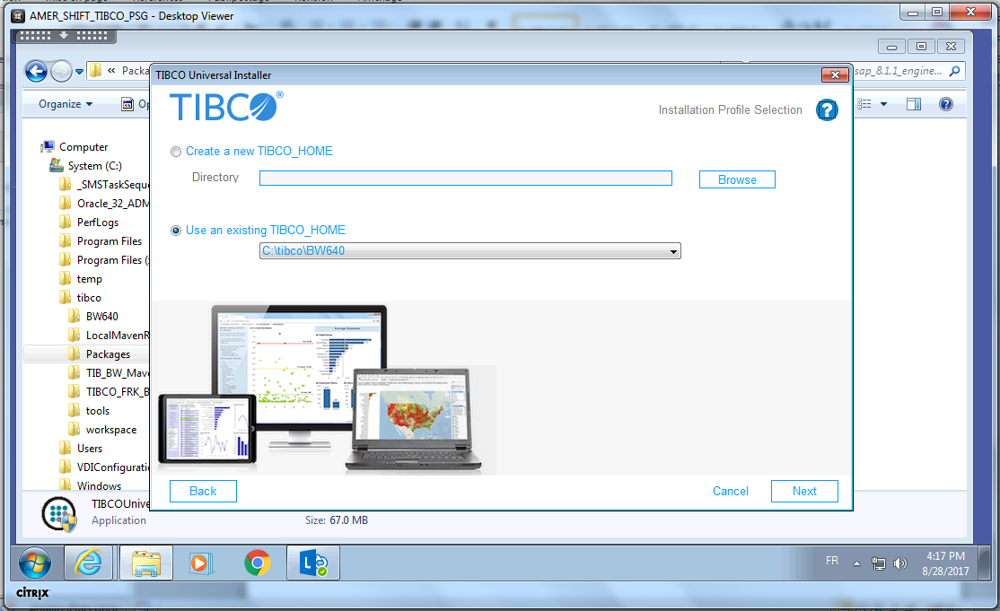 AMER_SHIFT_TIBCO_PSG - Desktop Viewer
« Packa
sap_8.1.1_engine...
TIBCO Universal Installer
Organize
Op
TIBCO®
Installation Profile Selection
?
Create a new TIBCO_HOME
Directory
Browse
Use an existing TIBCO_HOME
C:\tibco\BW640
Computer
System (C:)
_SMSTaskSequ
Oracle_32_ADM
PerfLogs
Program Files
Program Files (
temp
tibco
BW640
LocalMavenR
Packages
TIB_BW_Mave
TIBCO_FRK_B
tools
workspace
Users
VDIConfigurati
Windows
Back
Cancel
Next
TIBCOUnive
Application
Size: 67.0 MB
FR
4:17 PM
8/28/2017
CITRIX